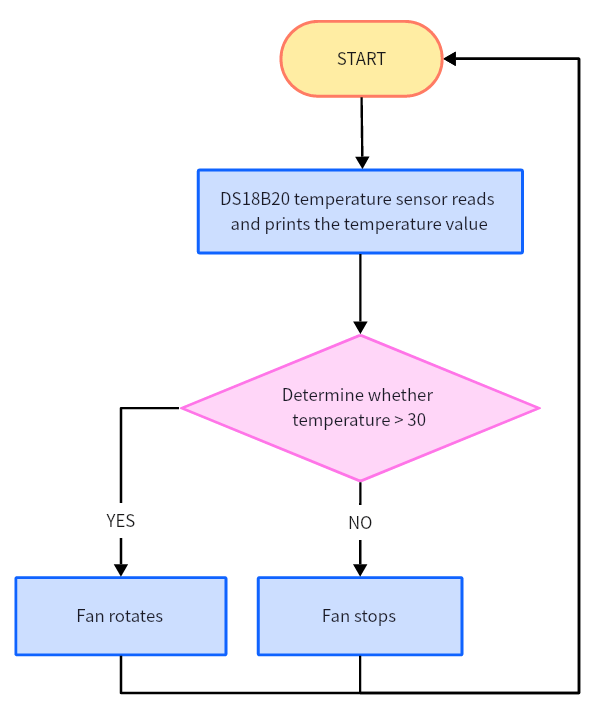 START
DS18B20 temperature sensor reads
and prints the temperature value
Determine whether
temperature > 30
YES
NO
Fan rotates
Fan stops